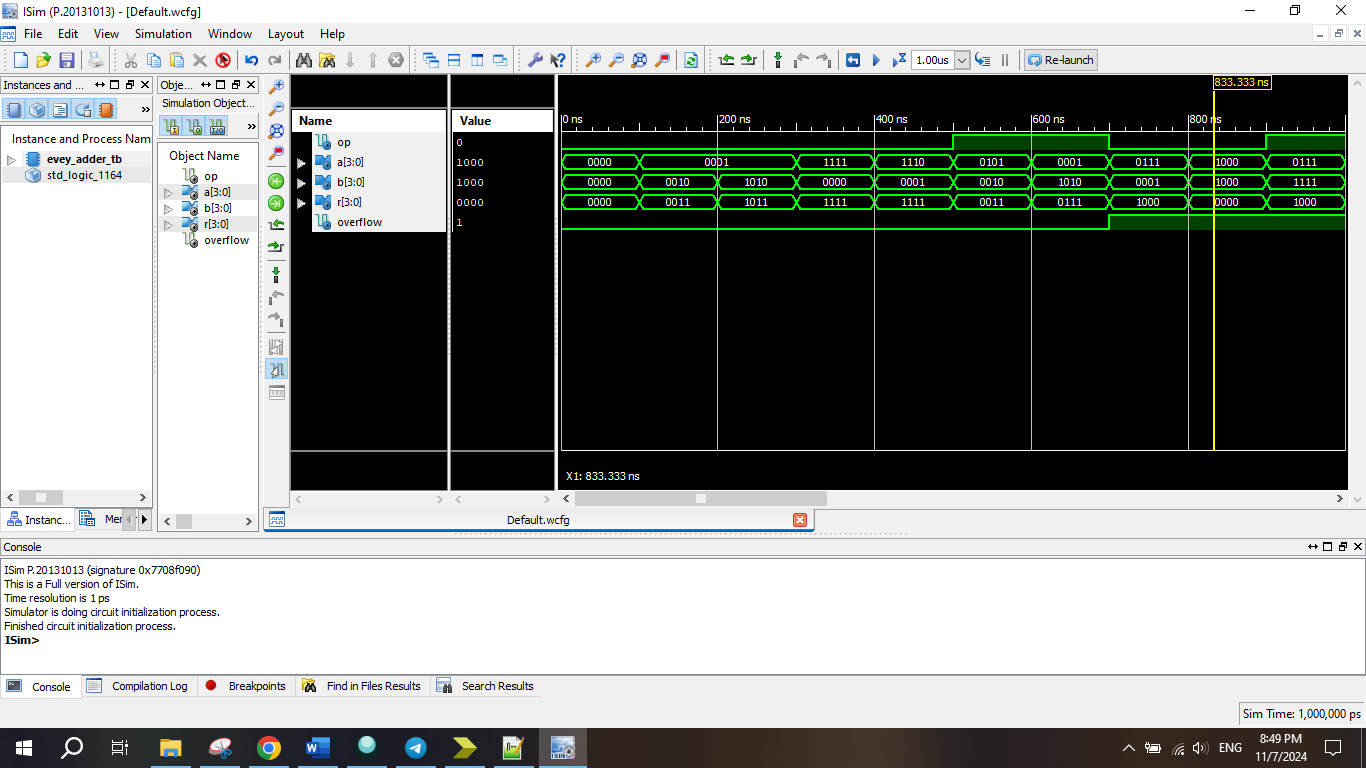 ISim (P.20131013) - [Default.wcfg]
File Edit View Simulation Window Layout Help
1.00us
Re-launch
Instances and ...
Obje...
Simulation Object...
Instance and Process Nam
evey_adder_tb
std_logic_1164
Object Name
op
a[3:0]
b[3:0]
r[3:0]
overflow
Name Value
op 0
a[3:0] 1000
b[3:0] 1000
r[3:0] 0000
overflow 1
833.333 ns
0 ns 200 ns 400 ns 600 ns 800 ns
0000 0001 1111 1110 0101 0001 0111 1000 0111
0000 0010 1010 0000 0001 0010 1010 0001 1000 1111
0000 0011 1011 1111 1111 0011 0111 1000 0000 1000
X1: 833.333 ns
Instanc... Mer
Default.wcfg
Console
ISim P.20131013 (signature 0x7708f090)
This is a Full version of ISim.
Time resolution is 1 ps
Simulator is doing circuit initialization process.
Finished circuit initialization process.
ISim>
Console Compilation Log Breakpoints Find in Files Results Search Results
Sim Time: 1,000,000 ps
ENG
8:49 PM
11/7/2024